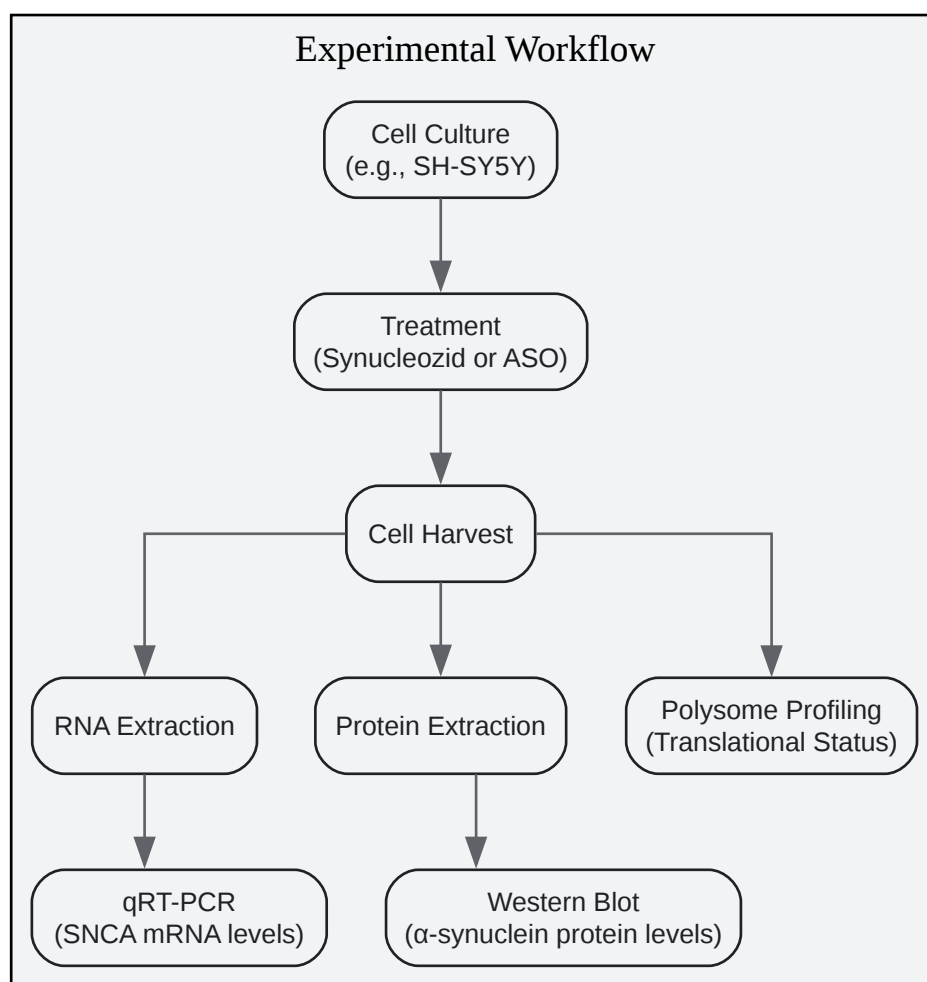 Experimental Workflow
Cell Culture
(e.g., SH-SY5Y)
Treatment
(Synucleozid or ASO)
Cell Harvest
RNA Extraction
Protein Extraction
Polysome Profiling
(Translational Status)
qRT-PCR
(SNCA mRNA levels)
Western Blot
(α-synuclein protein levels)